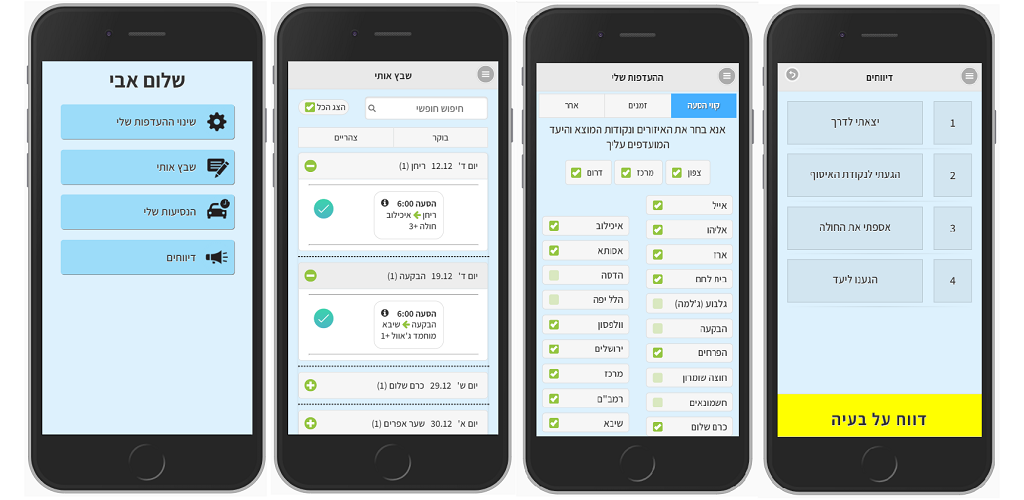 שלום אבי
שינוי ההעדפות שלי
שבץ אותי
הנסיעות שלי
דיווחים
שבץ אותי
הצג הכל
חיפוש חופשי
בוקר
צהריים
יום ד' 12.12 ריחן (1)
הסעה 6:00
ריחן איכילוב
חולה +3
יום ד' 19.12 הבקעה (1)
הסעה 6:00
הבקעה שיבא
מוחמד ג'אוול +1
יום ש' 29.12 כרם שלום (1)
יום א' 30.12 שער אפרים (1)
ההעדפות שלי
קווי הסעה
זמנים
אחר
אנא בחר את האיזורים ונקודות המוצא והיעד
המועדפים עליך
צפון
מרכז
דרום
אייל
אליהו
ארז
בית לחם
גלבוע (ג'למה)
הבקעה
הפרחים
חוצה שומרון
חשמונאים
כרם שלום
איכילוב
אסותא
הדסה
הלל יפה
וולפסון
ירושלים
מרכז
רמב"ם
שיבא
דיווחים
1 יצאתי לדרך
2 הגעתי לנקודת האיסוף
3 אספתי את החולה
4 הגענו ליעד
דווח על בעיה